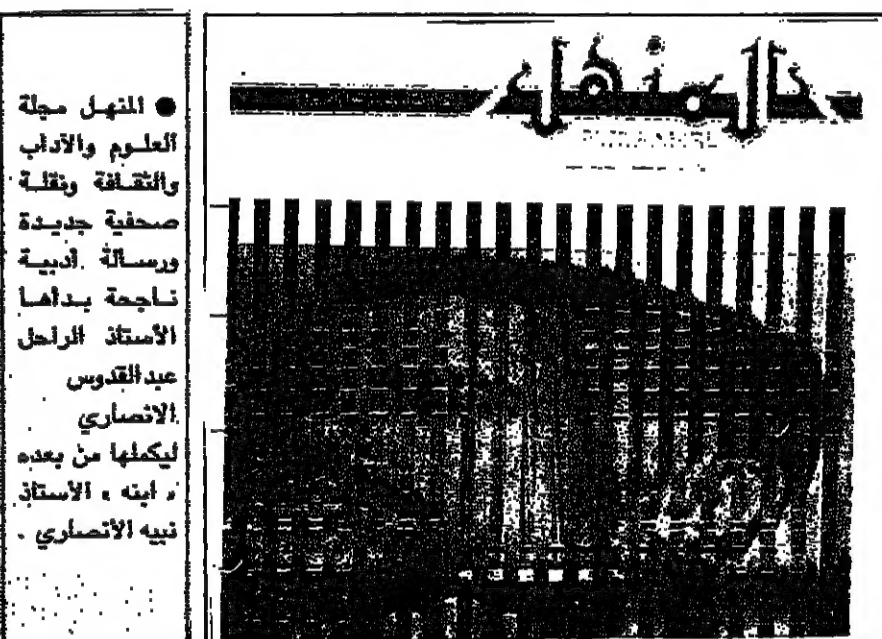 المنهل
● المنهل مجلة
العلوم والآداب
والثقافة ونقلة
صحفية جديدة
ورسالة أدبية
ناجحة بدأها
الأستاذ الراحل
عبدالقدوس
الانصاري
ليكملها من بعده
« ابنه » الأستاذ
نبيه الأنصاري .